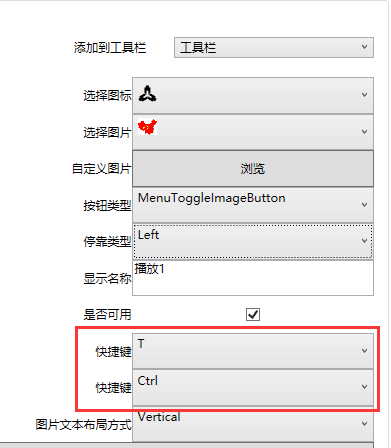 添加到工具栏 工具栏
选择图标
选择图片
自定义图片 浏览
按钮类型 MenuToggleImageButton
停靠类型 Left
显示名称 播放1
是否可用
快捷键 T
快捷键 Ctrl
图片文本布局方式 Vertical